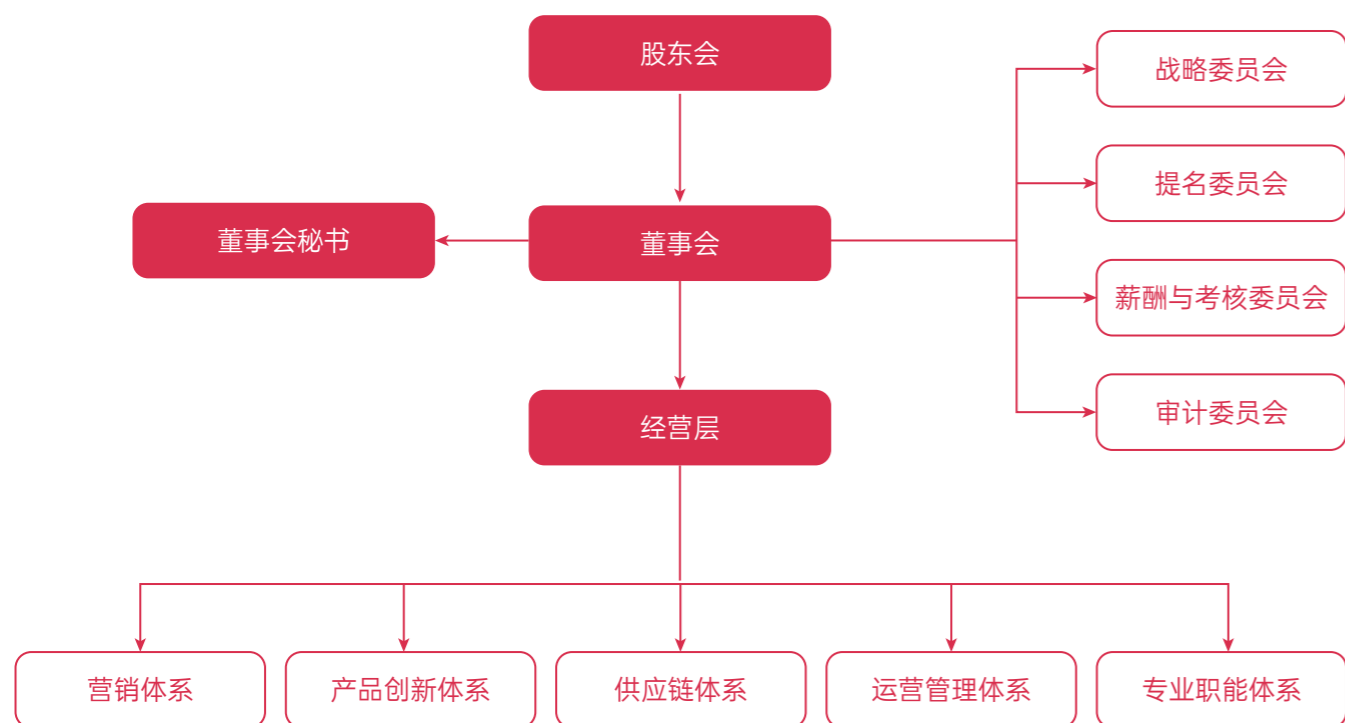 股东会
战略委员会
提名委员会
董事会秘书
董事会
薪酬与考核委员会
经营层
审计委员会
营销体系
产品创新体系
供应链体系
运营管理体系
专业职能体系